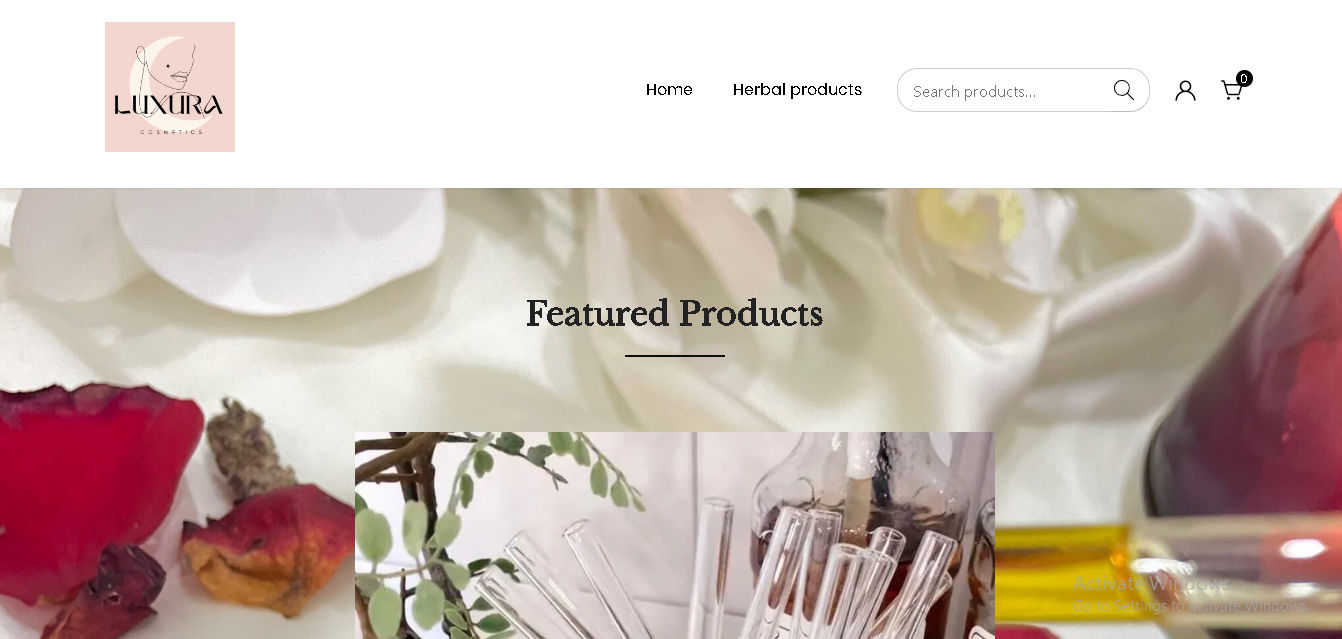 LUXURA
COSMETICS
Home
Herbal products
Search products...
0
Featured Products
Activate Windows
Go to Settings to activate Windows.